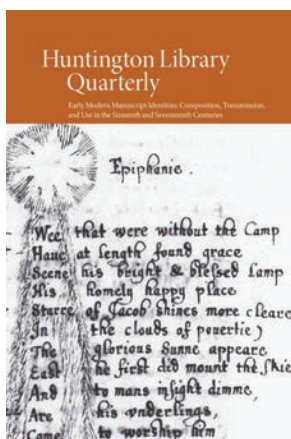 Huntington Library
Quarterly
Early Modern Manuscript Identities: Composition, Transmission,
and Use in the Sixteenth and Seventeenth Centuries
Epiphanie.
Wee that were without the Camp
Haue at length found grace
Scene his bright & blessed Lamp
His homely happy place
Starre of Jacob shines more cleare
In the clouds of pouertie)
The glorious Sunne appeare
East he first did mount the skie
And to mans insight dimme,
Are his vnderlings,
Come to worship him